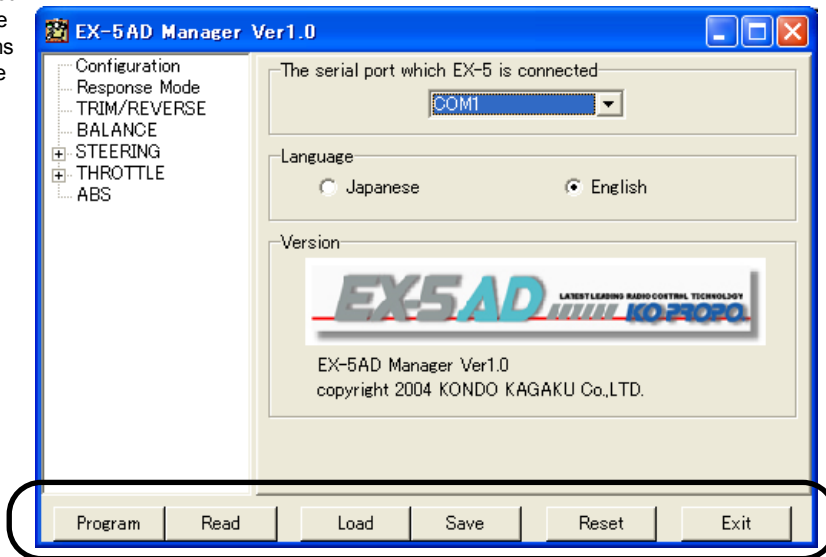 e
EX-5AD Manager Ver1.0
ns
e
Configuration
Response Mode
TRIM/REVERSE
BALANCE
STEERING
THROTTLE
ABS
The serial port which EX-5 is connected
COM1
Language
Japanese
English
Version
EX-5AD
LATEST LEADING RADIO CONTROL TECHNOLOGY
KO PROPO
EX-5AD Manager Ver1.0
copyright 2004 KONDO KAGAKU Co.,LTD.
Program Read Load Save Reset Exit